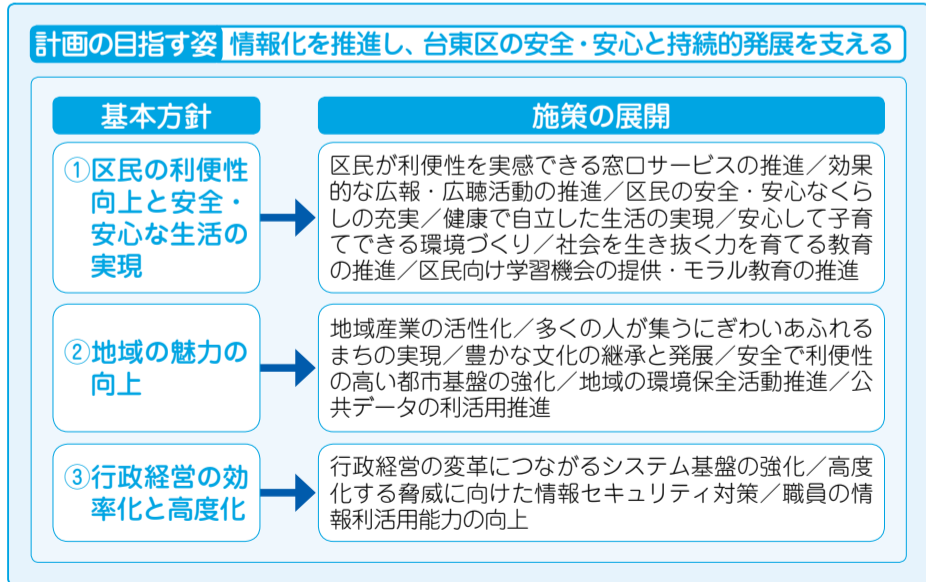 計画の目指す姿 情報化を推進し、台東区の安全・安心と持続的発展を支える
基本方針
施策の展開
①区民の利便性
向上と安全・
安心な生活の
実現
区民が利便性を実感できる窓口サービスの推進／効果
的な広報・広聴活動の推進／区民の安全・安心なくら
しの充実／健康で自立した生活の実現／安心して子育
てできる環境づくり／社会を生き抜く力を育てる教育
の推進／区民向け学習機会の提供・モラル教育の推進
②地域の魅力の
向上
地域産業の活性化／多くの人が集うにぎわいあふれる
まちの実現／豊かな文化の継承と発展／安全で利便性
の高い都市基盤の強化／地域の環境保全活動推進／公
共データの利活用推進
③行政経営の効
率化と高度化
行政経営の変革につながるシステム基盤の強化／高度
化する脅威に向けた情報セキュリティ対策／職員の情
報利活用能力の向上